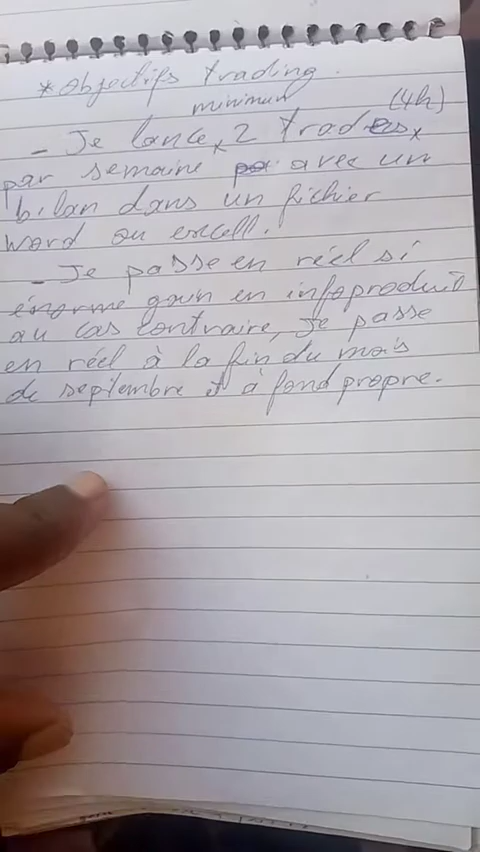 * Objectifs trading.
minimum (4h)
- Je lance x 2 trades x
par semaine avec un
bilan dans un fichier
word ou excell.
- Je passe en réel si
énorme gain en infoproduit
au cas contraire, je passe
en réel à la fin du mois
de septembre et à fond propre.